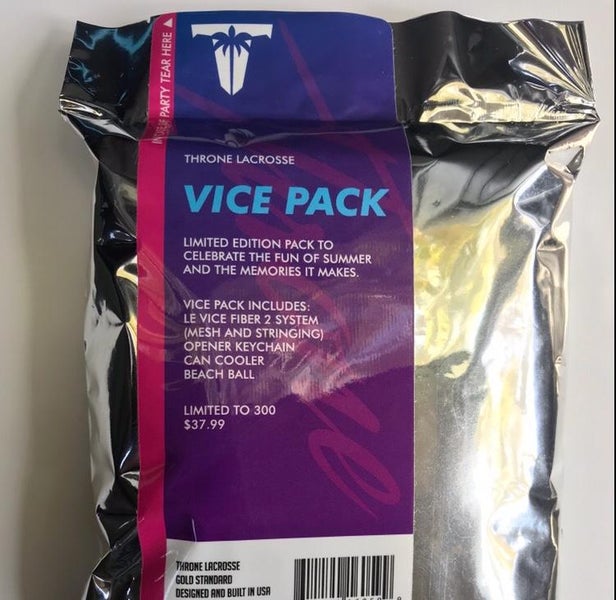 PARTY TEAR HERE
THRONE LACROSSE
VICE PACK
LIMITED EDITION PACK TO
CELEBRATE THE FUN OF SUMMER
AND THE MEMORIES IT MAKES.
VICE PACK INCLUDES:
LE VICE FIBER 2 SYSTEM
(MESH AND STRINGING)
OPENER KEYCHAIN
CAN COOLER
BEACH BALL
LIMITED TO 300
$37.99
THRONE LACROSSE
GOLD STANDARD
DESIGNED AND BUILT IN USA